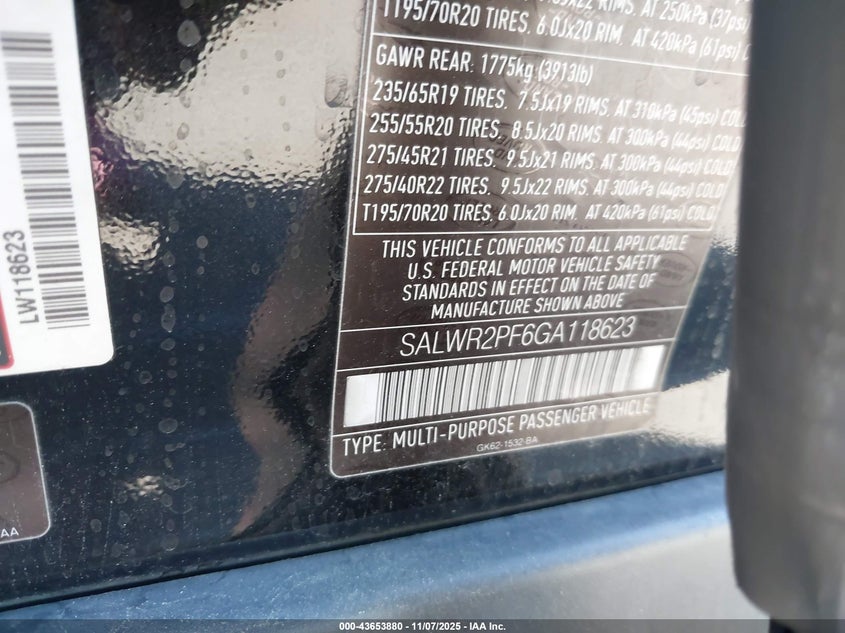 RIMS. AT 250kPa (37psi
T195/70R20 TIRES, 6.0Jx20 RIM, AT 420kPa (61psi) C
GAWR REAR: 1775kg (3913lb)
235/65R19 TIRES, 7.5Jx19 RIMS, AT 310kPa (45psi) COLD
255/55R20 TIRES, 8.5Jx20 RIMS, AT 300kPa (44psi) COLD
275/45R21 TIRES, 9.5Jx21 RIMS, AT 300kPa (44psi) COLD
275/40R22 TIRES, 9.5Jx22 RIMS, AT 300kPa (44psi) COLD
T195/70R20 TIRES, 6.0Jx20 RIM, AT 420kPa (61psi) COLD
THIS VEHICLE CONFORMS TO ALL APPLICABLE
U.S. FEDERAL MOTOR VEHICLE SAFETY
STANDARDS IN EFFECT ON THE DATE OF
MANUFACTURE SHOWN ABOVE
SALWR2PF6GA118623
TYPE: MULTI-PURPOSE PASSENGER VEHICLE
GK62-1532-BA
LW118623
AA
000-43653880 - 11/07/2025 - IAA Inc.